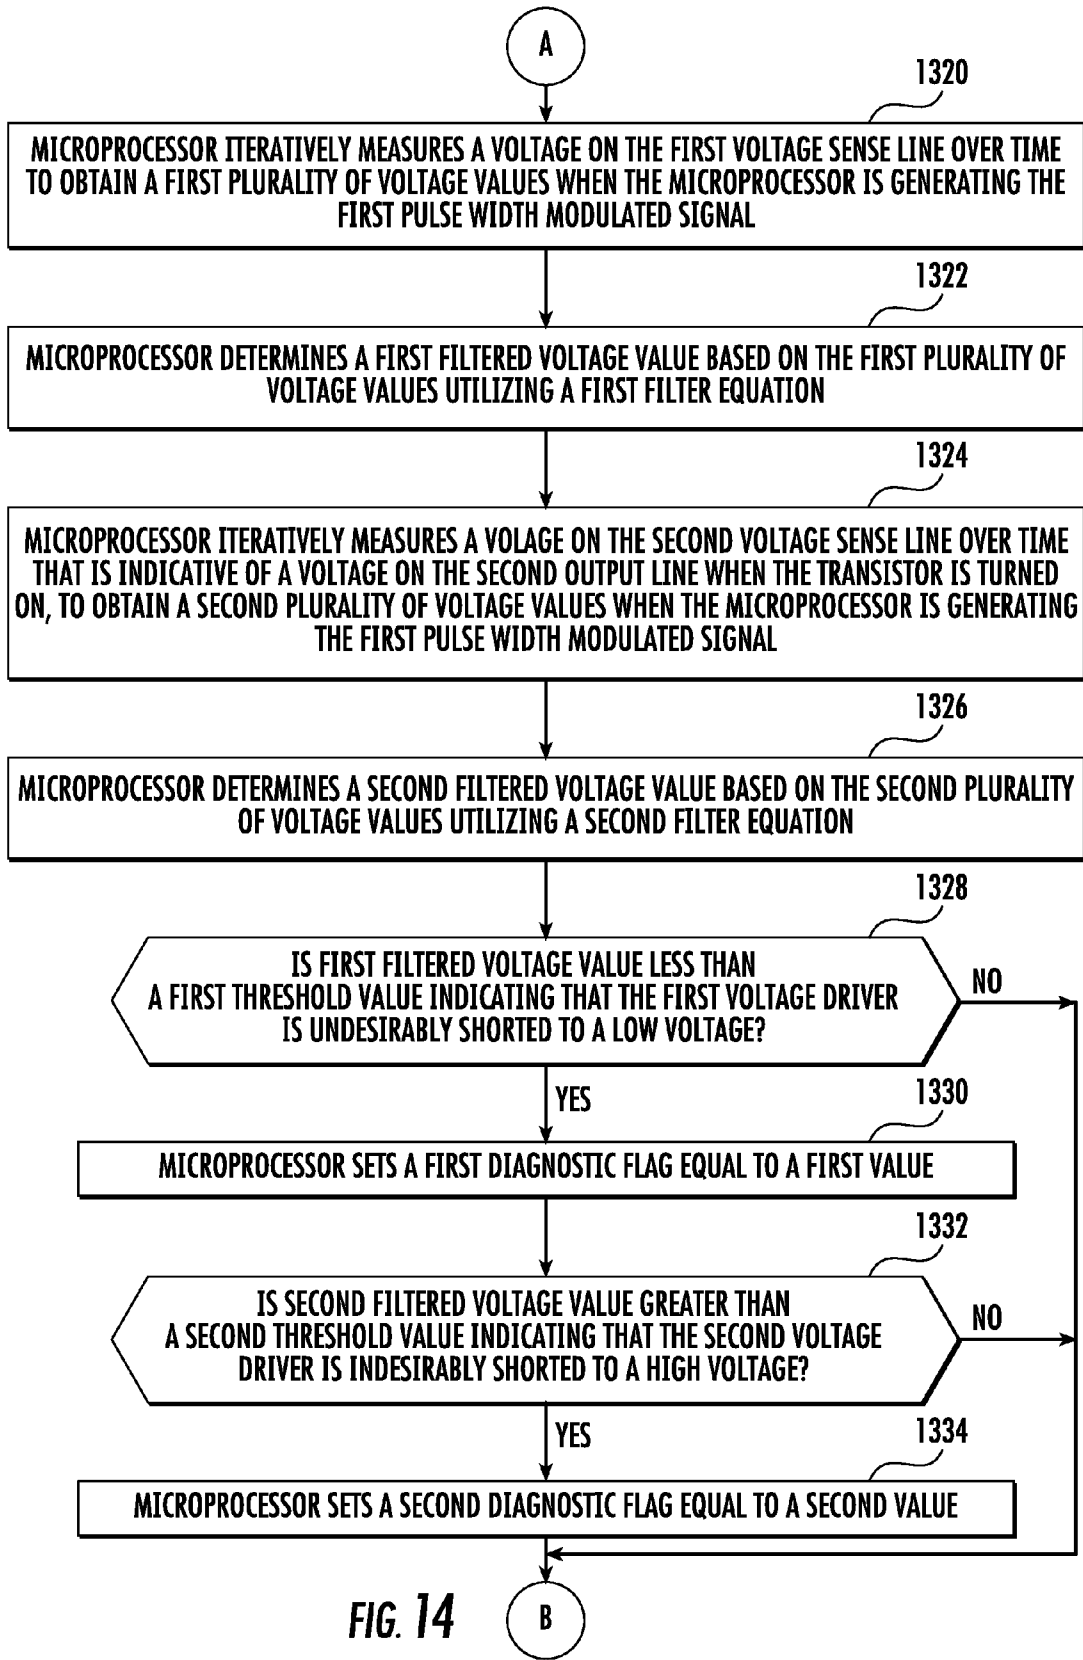 A
1320
MICROPROCESSOR ITERATIVELY MEASURES A VOLTAGE ON THE FIRST VOLTAGE SENSE LINE OVER TIME
TO OBTAIN A FIRST PLURALITY OF VOLTAGE VALUES WHEN THE MICROPROCESSOR IS GENERATING THE
FIRST PULSE WIDTH MODULATED SIGNAL
1322
MICROPROCESSOR DETERMINES A FIRST FILTERED VOLTAGE VALUE BASED ON THE FIRST PLURALITY OF
VOLTAGE VALUES UTILIZING A FIRST FILTER EQUATION
1324
MICROPROCESSOR ITERATIVELY MEASURES A VOLAGE ON THE SECOND VOLTAGE SENSE LINE OVER TIME
THAT IS INDICATIVE OF A VOLTAGE ON THE SECOND OUTPUT LINE WHEN THE TRANSISTOR IS TURNED
ON, TO OBTAIN A SECOND PLURALITY OF VOLTAGE VALUES WHEN THE MICROPROCESSOR IS GENERATING
THE FIRST PULSE WIDTH MODULATED SIGNAL
1326
MICROPROCESSOR DETERMINES A SECOND FILTERED VOLTAGE VALUE BASED ON THE SECOND PLURALITY
OF VOLTAGE VALUES UTILIZING A SECOND FILTER EQUATION
1328
IS FIRST FILTERED VOLTAGE VALUE LESS THAN
A FIRST THRESHOLD VALUE INDICATING THAT THE FIRST VOLTAGE DRIVER
IS UNDESIRABLY SHORTED TO A LOW VOLTAGE?
NO
YES
1330
MICROPROCESSOR SETS A FIRST DIAGNOSTIC FLAG EQUAL TO A FIRST VALUE
1332
IS SECOND FILTERED VOLTAGE VALUE GREATER THAN
A SECOND THRESHOLD VALUE INDICATING THAT THE SECOND VOLTAGE
DRIVER IS INDESIRABLY SHORTED TO A HIGH VOLTAGE?
NO
YES
1334
MICROPROCESSOR SETS A SECOND DIAGNOSTIC FLAG EQUAL TO A SECOND VALUE
B
FIG. 14